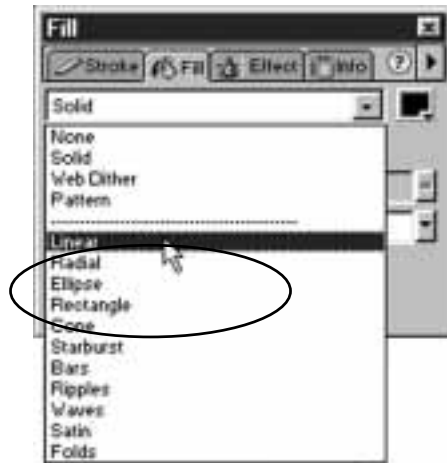 Fill
Stroke Fill Effect Info ?
Solid
None
Solid
Web Dither
Pattern
Linear
Radial
Ellipse
Rectangle
Cone
Starburst
Bars
Ripples
Waves
Satin
Folds